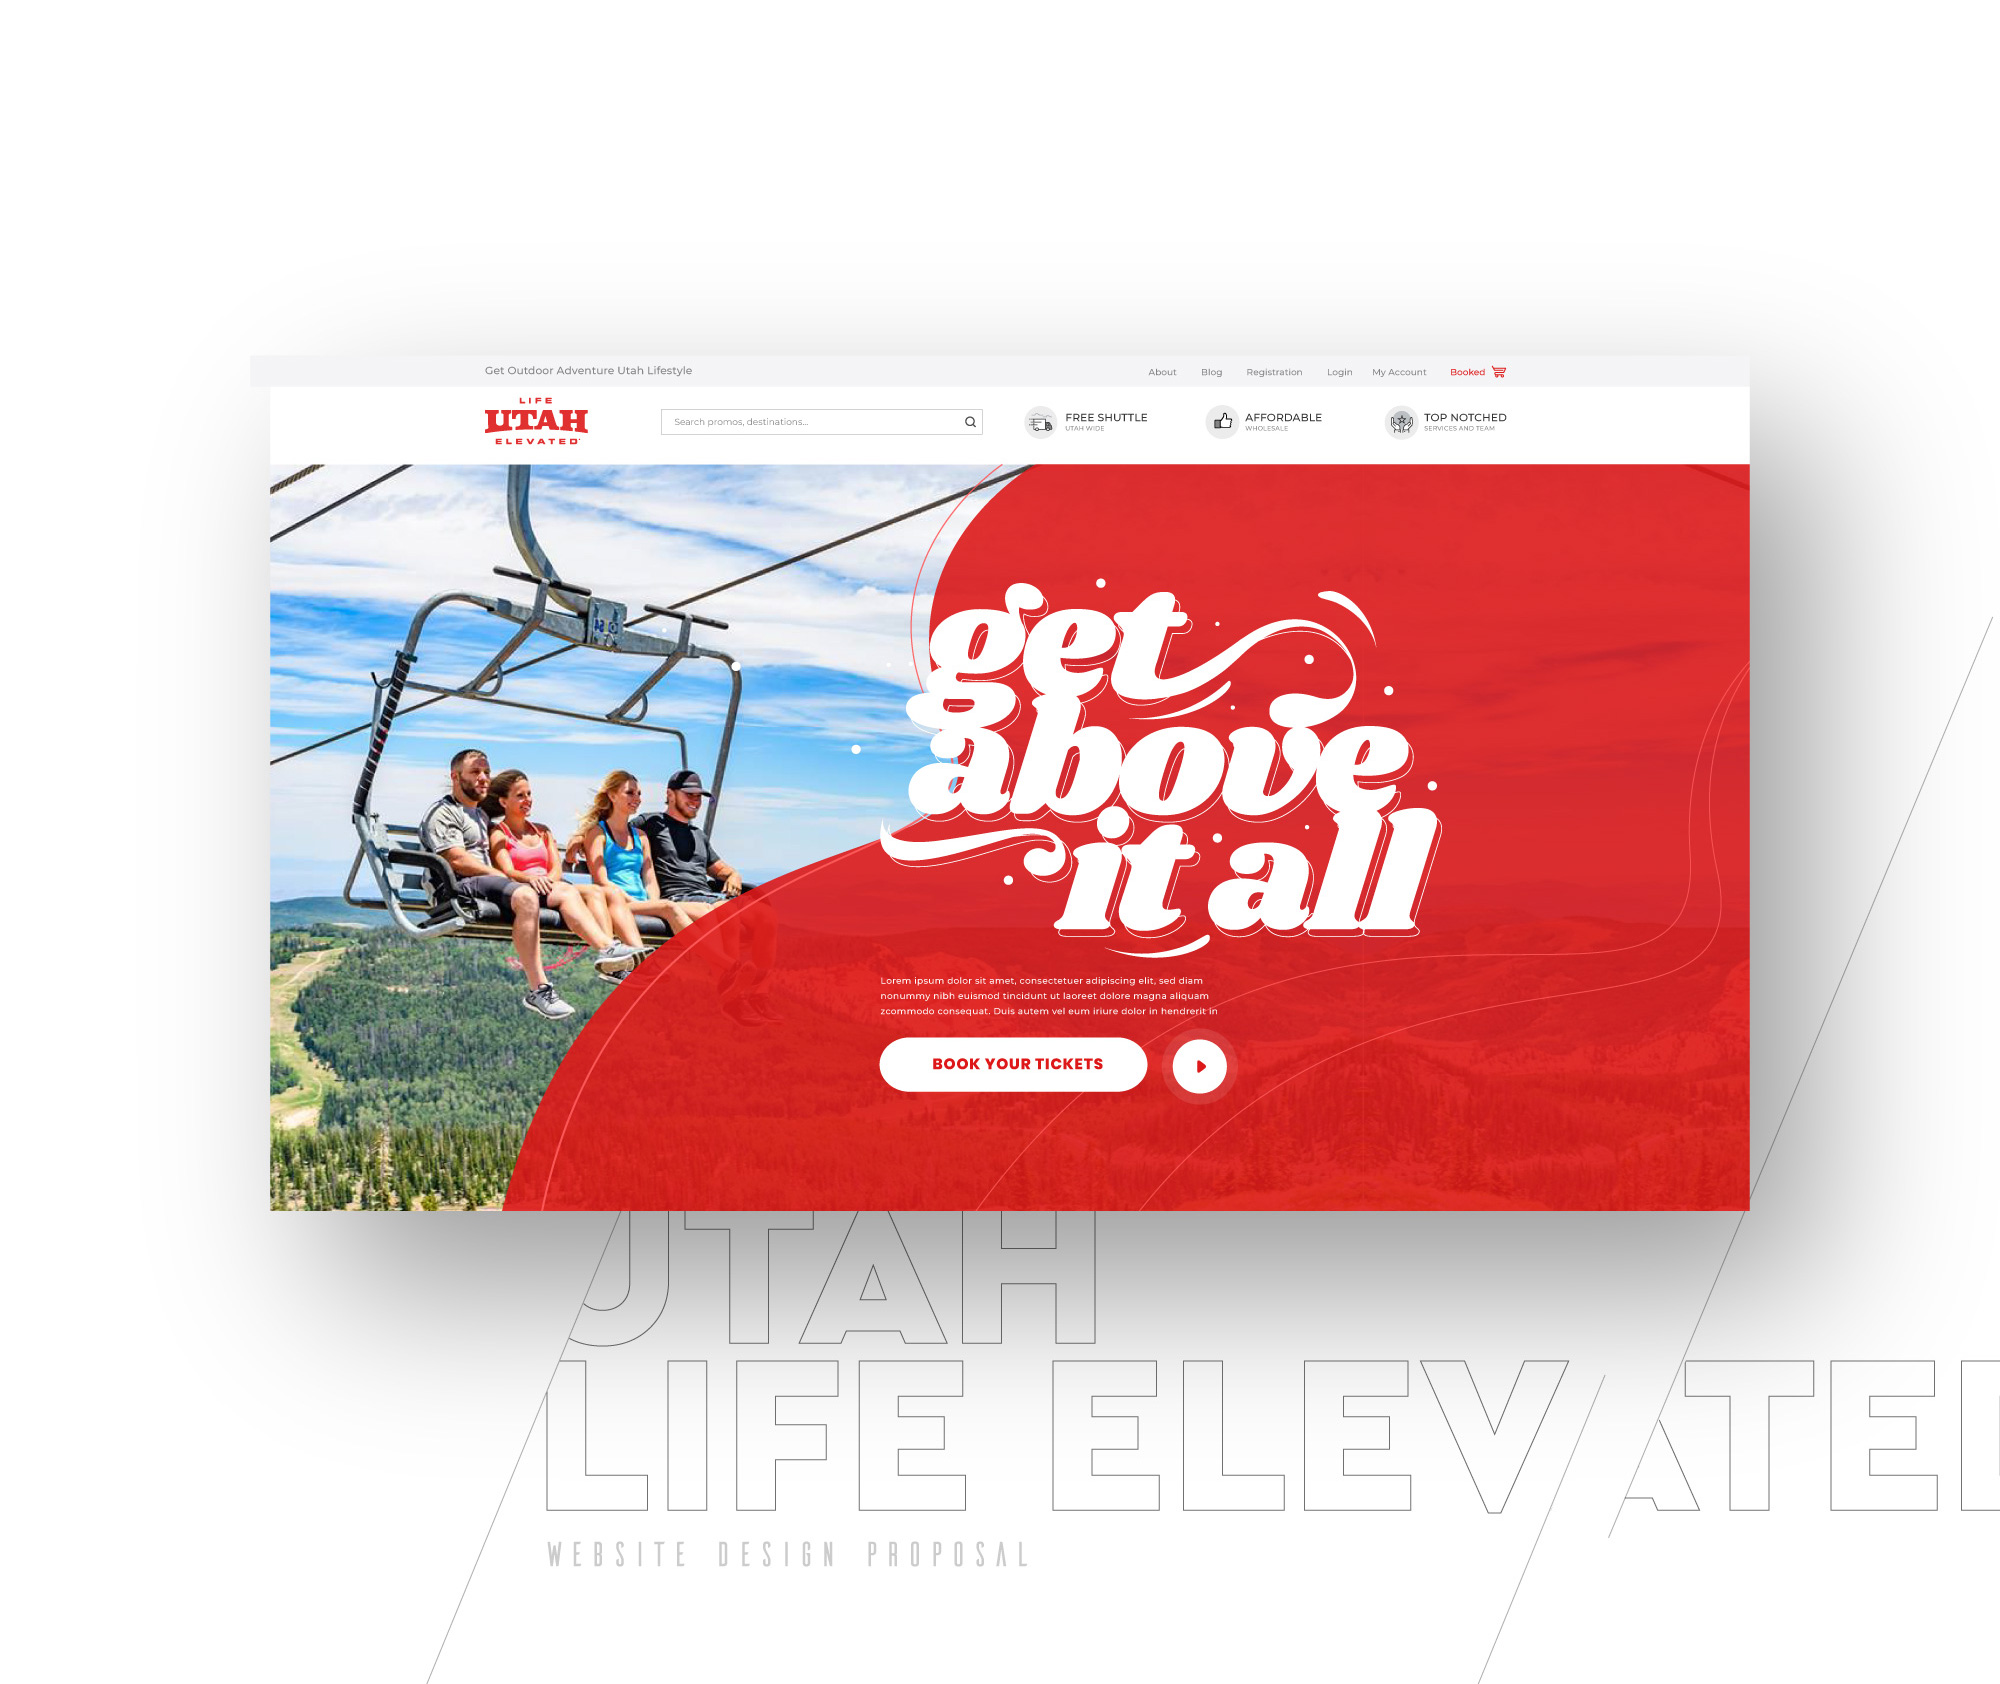 Get Outdoor Adventure Utah Lifestyle
About Blog Registration Login My Account Booked
LIFE
UTAH
ELEVATED
Search promos, destinations...
FREE SHUTTLE
UTAH WIDE
AFFORDABLE
WHOLESALE
TOP NOTCHED
SERVICES AND TEAM
get
above
it all
Lorem ipsum dolor sit amet, consectetuer adipiscing elit, sed diam
nonummy nibh euismod tincidunt ut laoreet dolore magna aliquam
zcommodo consequat. Duis autem vel eum iriure dolor in hendrerit in
BOOK YOUR TICKETS
UTAH
LIFE ELEVATED
WEBSITE DESIGN PROPOSAL